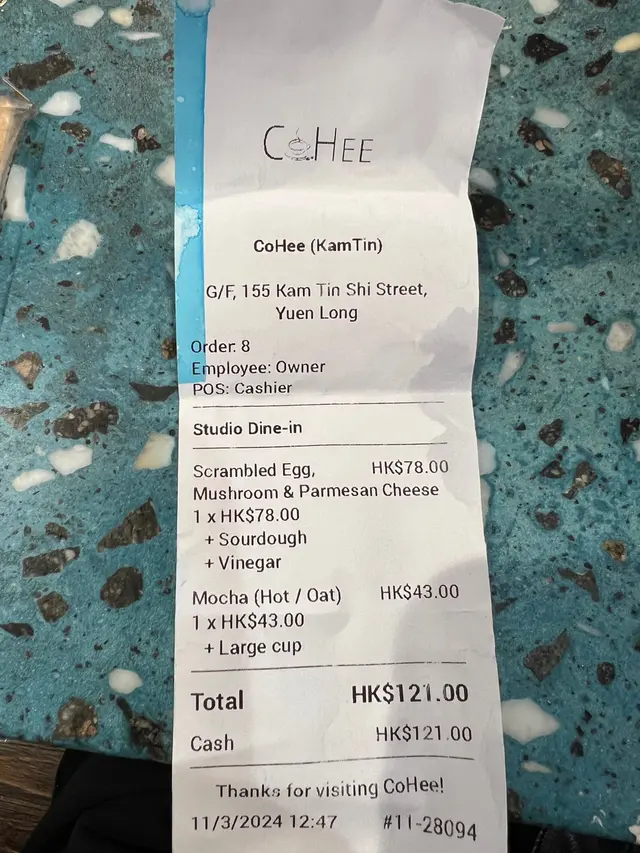 CoHee
CoHee (KamTin)
G/F, 155 Kam Tin Shi Street,
Yuen Long
Order: 8
Employee: Owner
POS: Cashier
Studio Dine-in
Scrambled Egg, HK$78.00
Mushroom & Parmesan Cheese
1 x HK$78.00
+ Sourdough
+ Vinegar
Mocha (Hot / Oat) HK$43.00
1 x HK$43.00
+ Large cup
Total HK$121.00
Cash HK$121.00
Thanks for visiting CoHee!
11/3/2024 12:47 #11-28094